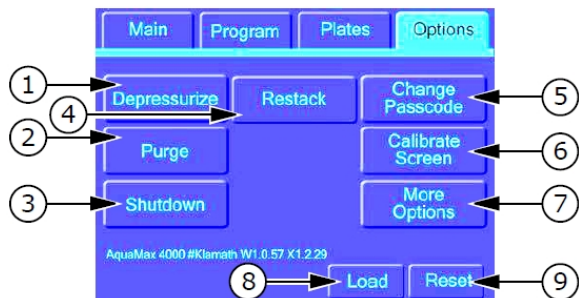 Main Program Plates Options
1 Depressurize Restack Change Passcode 5
4
2 Purge Calibrate Screen 6
3 Shutdown More Options 7
AquaMax 4000 #Klamath W1.0.57 X1.2.29
8 Load Reset 9